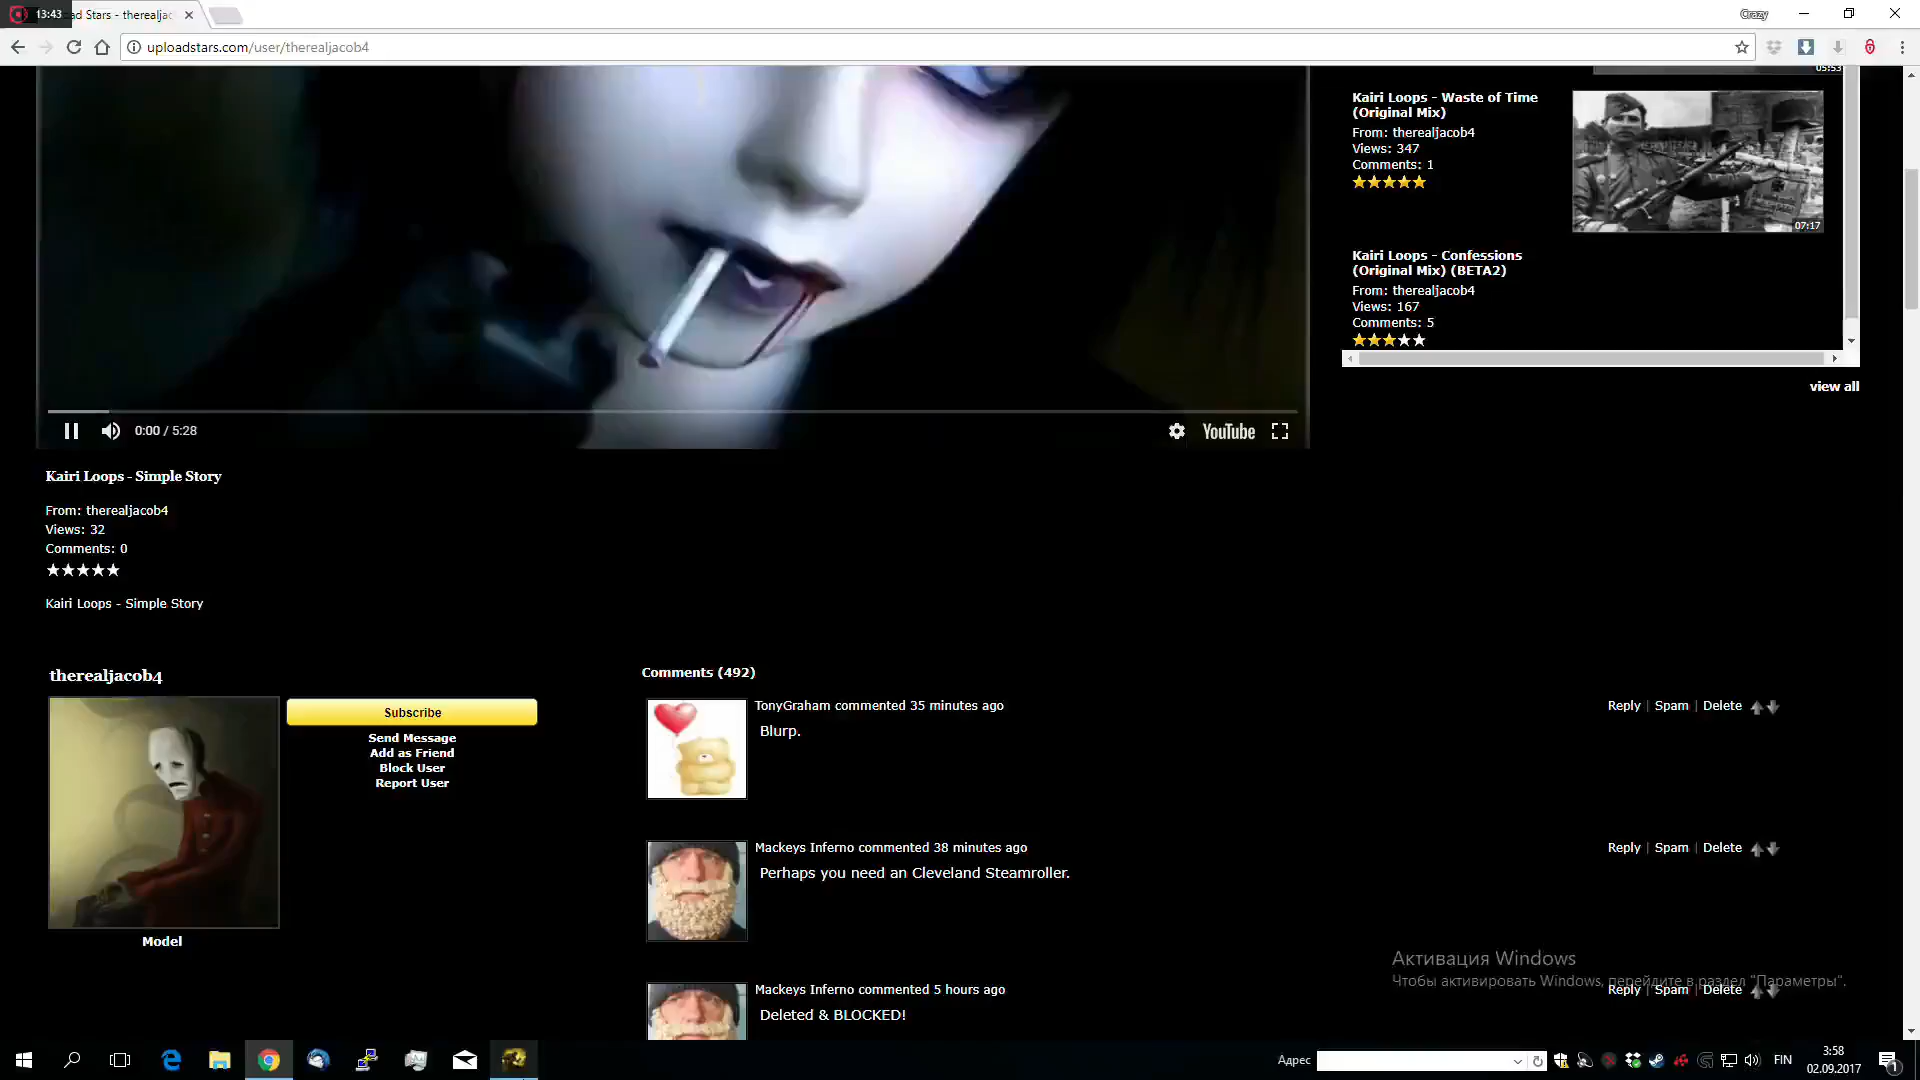 13:43
ad Stars - therealjac
Crazy
uploadstars.com/user/therealjacob4
05:53
Kairi Loops - Waste of Time
(Original Mix)
From: therealjacob4
Views: 347
Comments: 1
07:17
Kairi Loops - Confessions
(Original Mix) (BETA2)
From: therealjacob4
Views: 167
Comments: 5
view all
0:00 / 5:28
YouTube
Kairi Loops - Simple Story
From: therealjacob4
Views: 32
Comments: 0
Kairi Loops - Simple Story
therealjacob4
Subscribe
Send Message
Add as Friend
Block User
Report User
Model
Comments (492)
TonyGraham commented 35 minutes ago
Reply | Spam | Delete
Blurp.
Mackeys Inferno commented 38 minutes ago
Reply | Spam | Delete
Perhaps you need an Cleveland Steamroller.
Mackeys Inferno commented 5 hours ago
Reply | Spam | Delete
Deleted & BLOCKED!
Активация Windows
Чтобы активировать Windows, перейдите в раздел "Параметры".
Адрес
FIN
3:58
02.09.2017
1